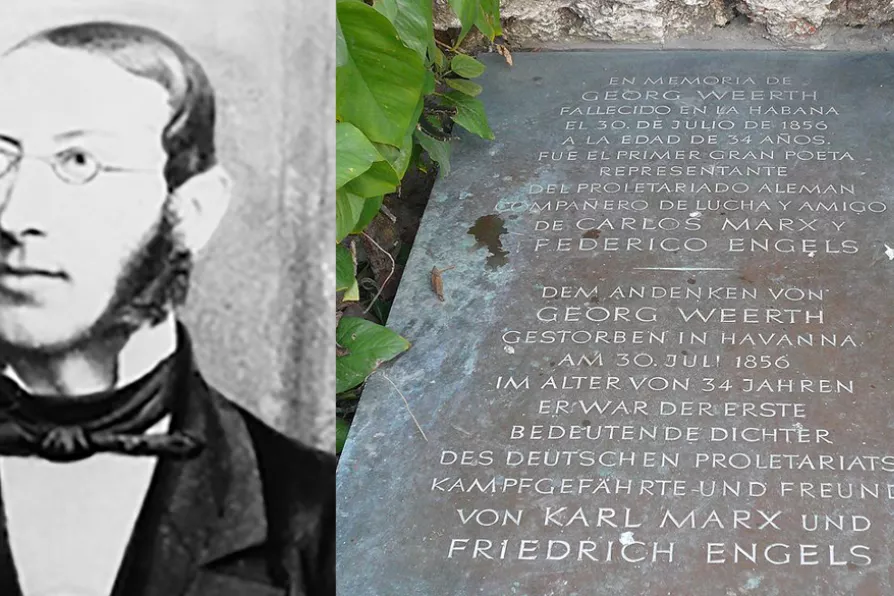 EN MEMORIA DE
GEORG WEERTH
FALLECIDO EN LA HABANA
EL 30. DE JULIO DE 1856
A LA EDAD DE 34 AÑOS.
FUE EL PRIMER GRAN POETA
REPRESENTANTE
DEL PROLETARIADO ALEMAN
COMPAÑERO DE LUCHA Y AMIGO
DE CARLOS MARX Y
FEDERICO ENGELS
DEM ANDENKEN VON
GEORG WEERTH
GESTORBEN IN HAVANNA
AM 30. JULI 1856
IM ALTER VON 34 JAHREN
ER WAR DER ERSTE
BEDEUTENDE DICHTER
DES DEUTSCHEN PROLETARIATS
KAMPFGEFÄHRTE UND FREUND
VON KARL MARX UND
FRIEDRICH ENGELS